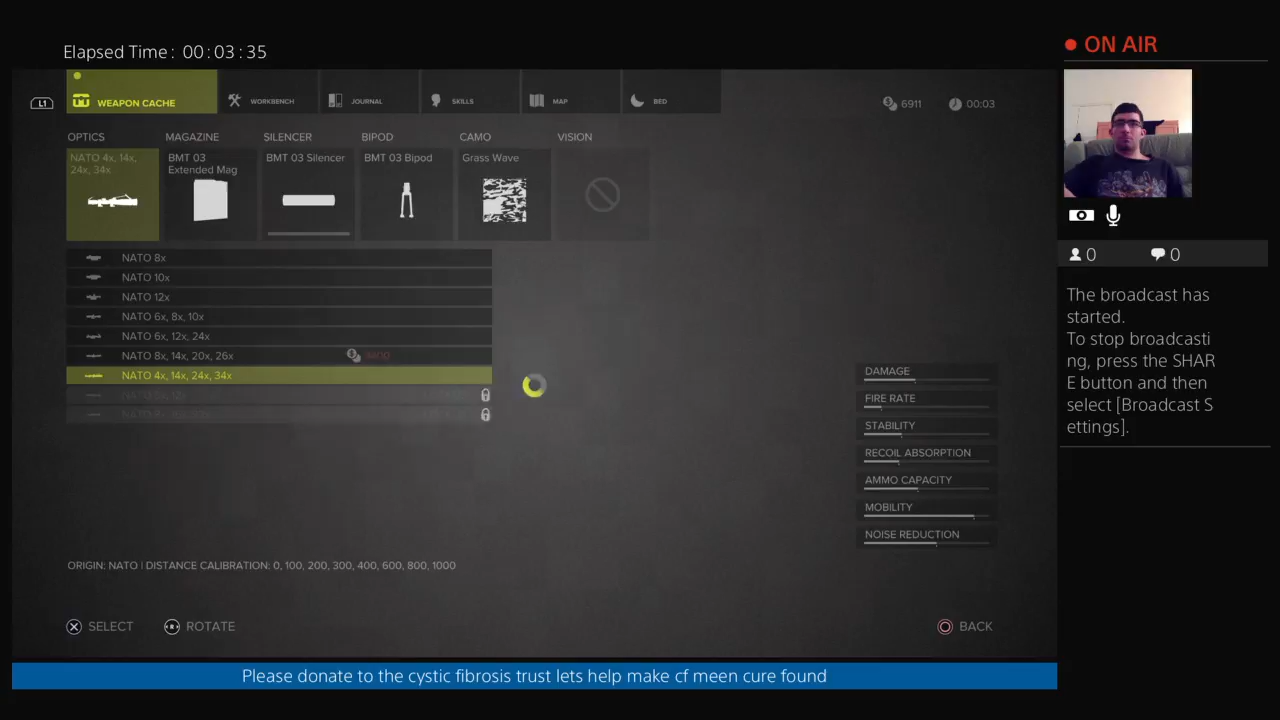 Elapsed Time: 00:03:35
ON AIR
L1
WEAPON CACHE
WORKBENCH
JOURNAL
SKILLS
MAP
BED
6911
00:03
OPTICS
MAGAZINE
SILENCER
BIPOD
CAMO
VISION
NATO 4x, 14x,
24x, 34x
BMT 03
Extended Mag
BMT 03 Silencer
BMT 03 Bipod
Grass Wave
NATO 8x
NATO 10x
NATO 12x
NATO 6x, 8x, 10x
NATO 6x, 12x, 24x
NATO 8x, 14x, 20x, 26x
NATO 4x, 14x, 24x, 34x
DAMAGE
FIRE RATE
STABILITY
RECOIL ABSORPTION
AMMO CAPACITY
MOBILITY
NOISE REDUCTION
ORIGIN: NATO | DISTANCE CALIBRATION: 0, 100, 200, 300, 400, 600, 800, 1000
SELECT
R
ROTATE
BACK
0
0
The broadcast has
started.
To stop broadcasti
ng, press the SHAR
E button and then
select [Broadcast S
ettings].
Please donate to the cystic fibrosis trust lets help make cf meen cure found